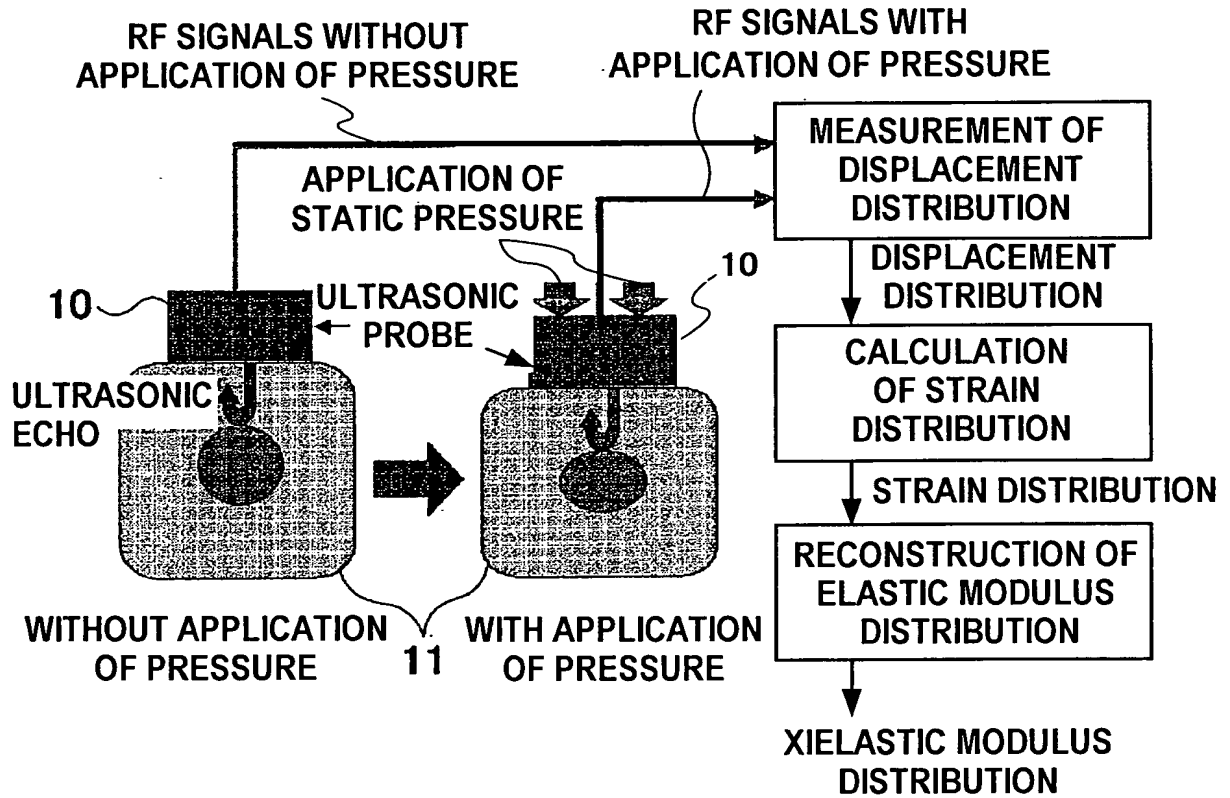 RF SIGNALS WITHOUT
APPLICATION OF PRESSURE
RF SIGNALS WITH
APPLICATION OF PRESSURE
MEASUREMENT OF
DISPLACEMENT
DISTRIBUTION
APPLICATION OF
STATIC PRESSURE
DISPLACEMENT
DISTRIBUTION
10
ULTRASONIC
PROBE
10
CALCULATION
OF STRAIN
DISTRIBUTION
ULTRASONIC
ECHO
STRAIN DISTRIBUTION
RECONSTRUCTION OF
ELASTIC MODULUS
DISTRIBUTION
WITHOUT APPLICATION
OF PRESSURE
11
WITH APPLICATION
OF PRESSURE
XIELASTIC MODULUS
DISTRIBUTION